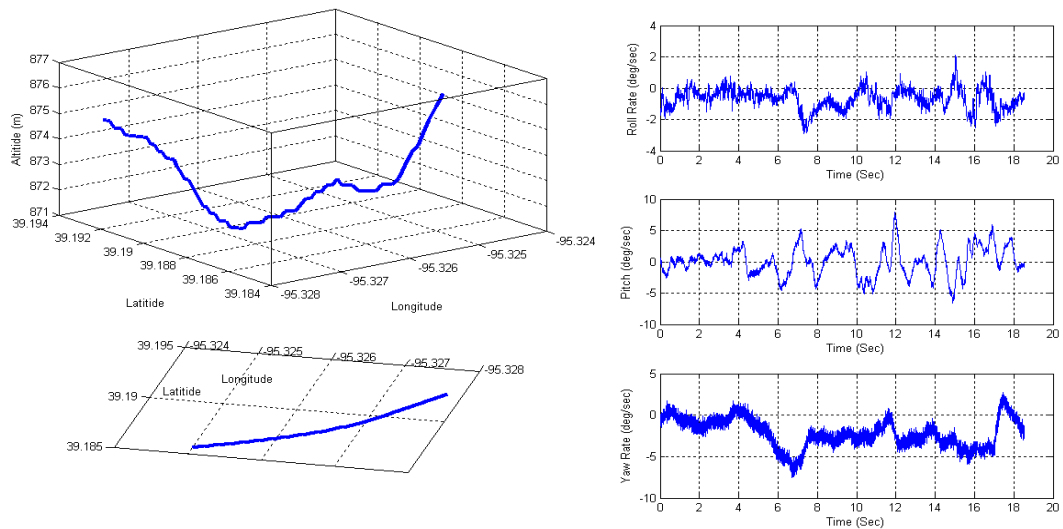 877
876
875
874
873
872
871
Altitide (m)
39.194
39.192
39.19
39.188
39.186
39.184
Latitide
-95.328
-95.327
-95.326
-95.325
-95.324
Longitude
39.195
39.19
39.185
Latitide
-95.324
-95.325
-95.326
-95.327
-95.328
Longitude
4
2
0
-2
-4
Roll Rate (deg/sec)
0 2 4 6 8 10 12 14 16 18 20
Time (Sec)
10
5
0
-5
-10
Pitch (deg/sec)
0 2 4 6 8 10 12 14 16 18 20
Time (Sec)
5
0
-5
-10
Yaw Rate (deg/sec)
0 2 4 6 8 10 12 14 16 18 20
Time (Sec)